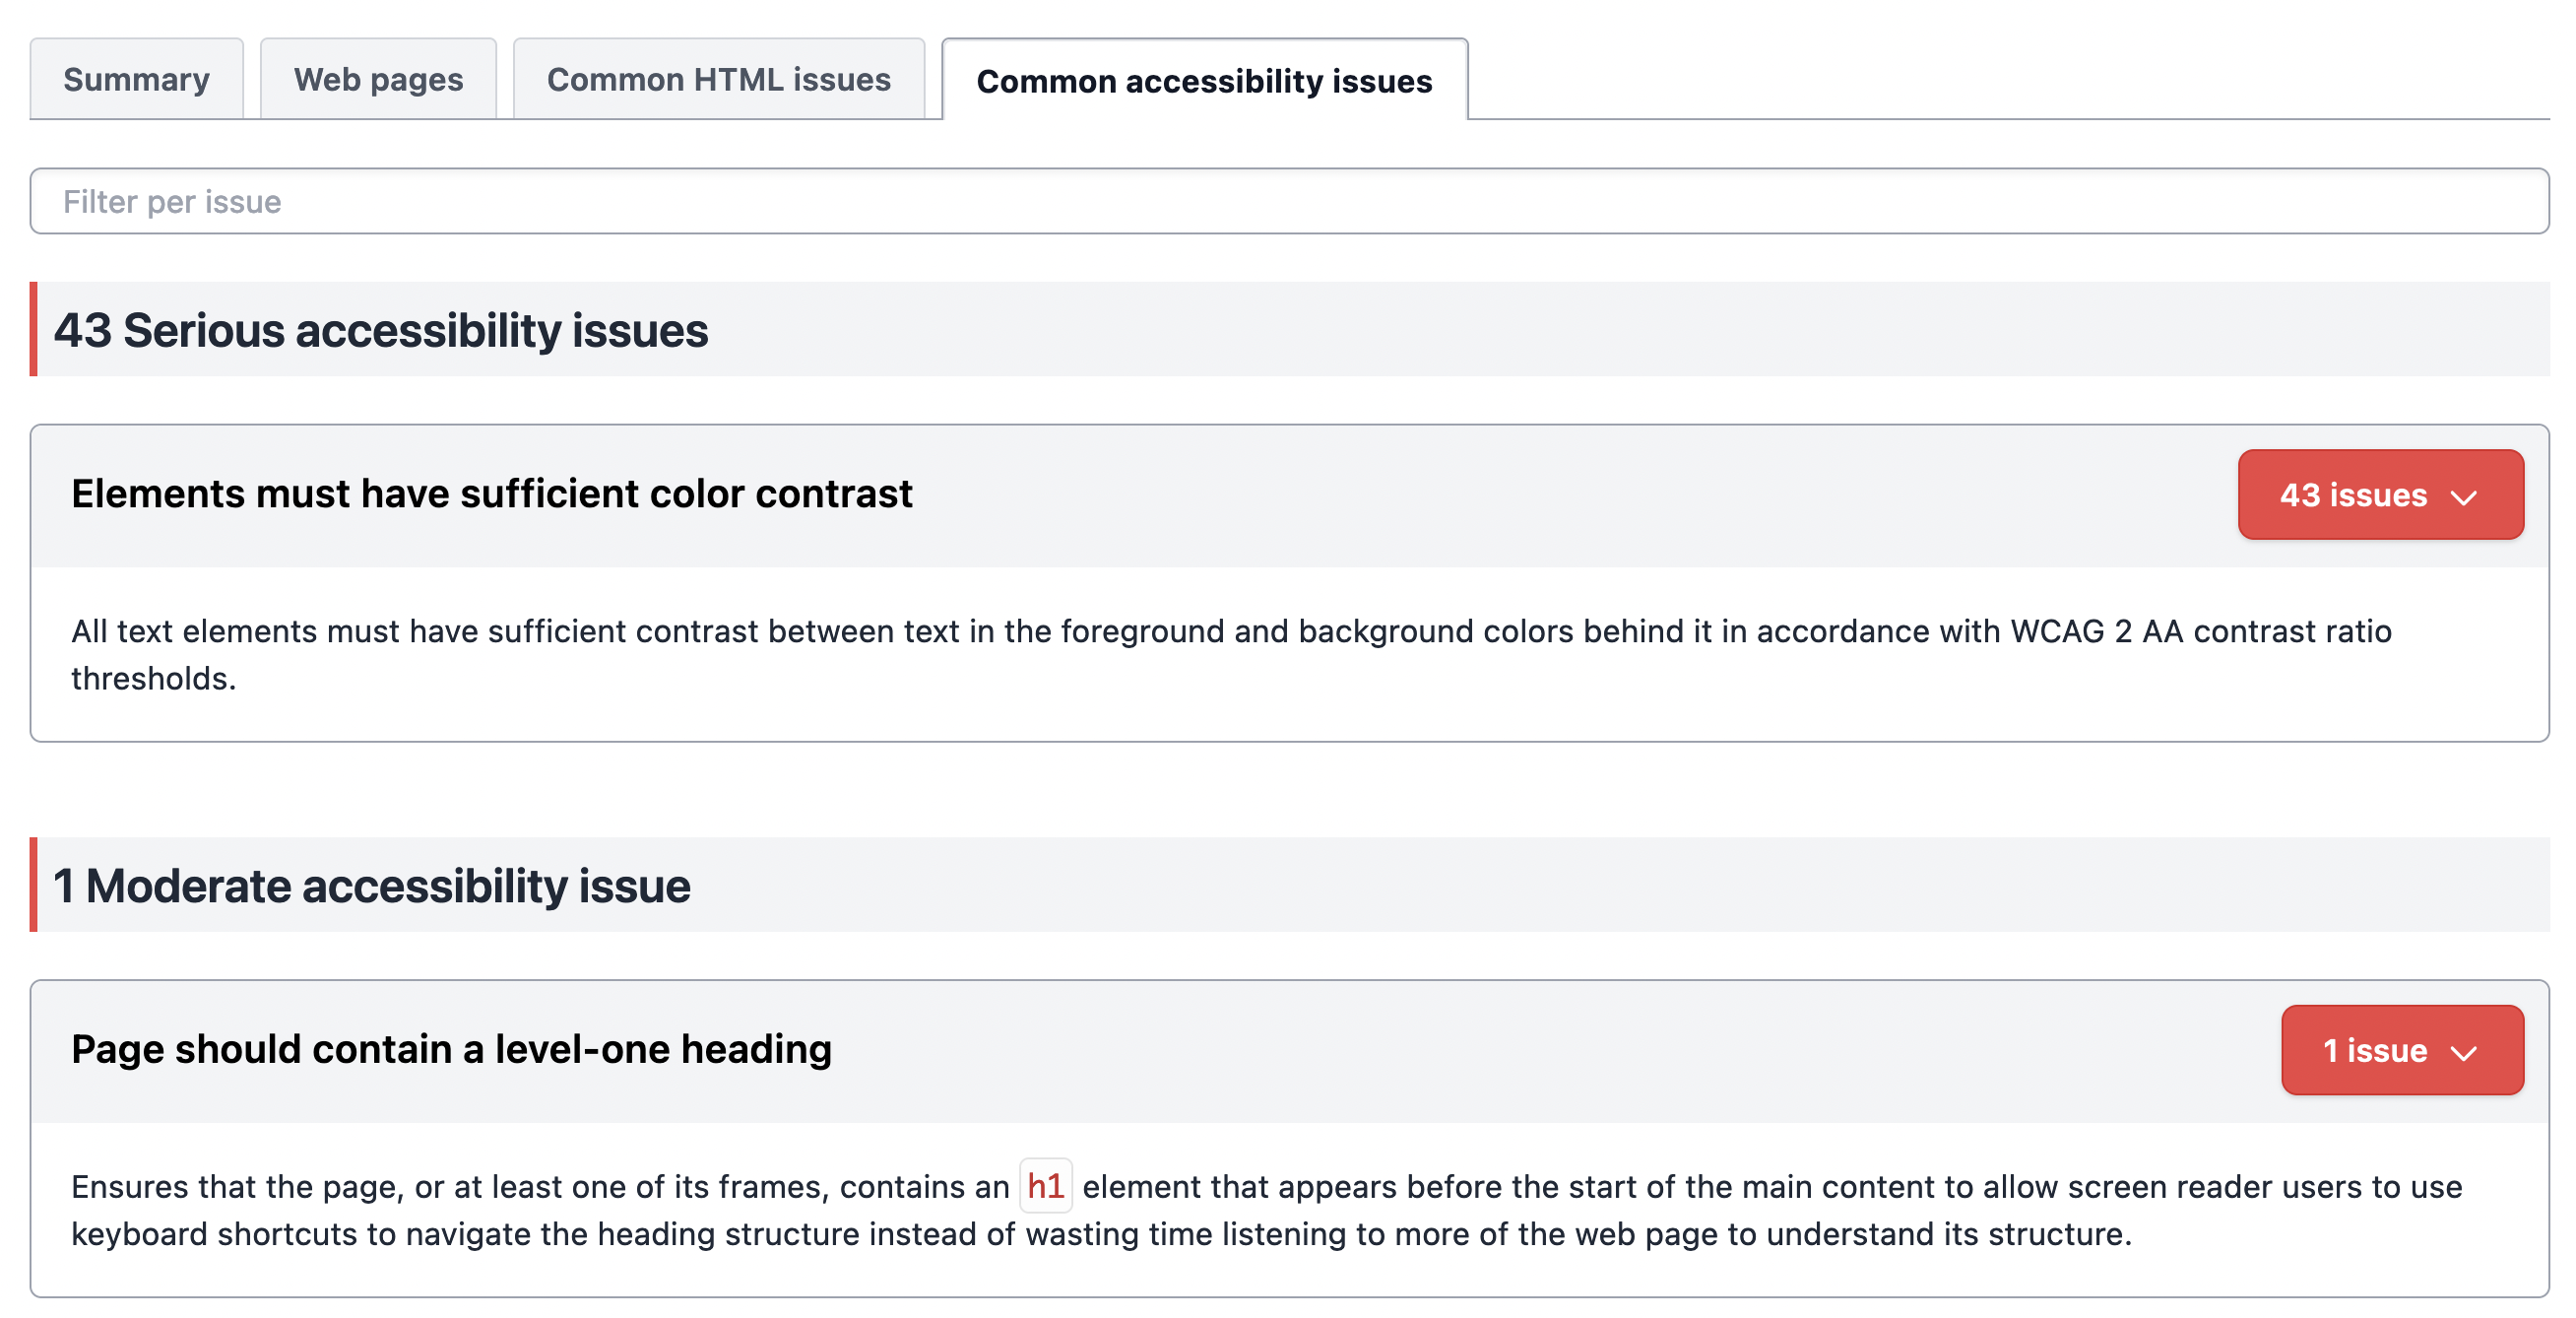 Summary
Web pages
Common HTML issues
Common accessibility issues
Filter per issue
43 Serious accessibility issues
Elements must have sufficient color contrast
43 issues
All text elements must have sufficient contrast between text in the foreground and background colors behind it in accordance with WCAG 2 AA contrast ratio
thresholds.
1 Moderate accessibility issue
Page should contain a level-one heading
1 issue
Ensures that the page, or at least one of its frames, contains an h1 element that appears before the start of the main content to allow screen reader users to use
keyboard shortcuts to navigate the heading structure instead of wasting time listening to more of the web page to understand its structure.